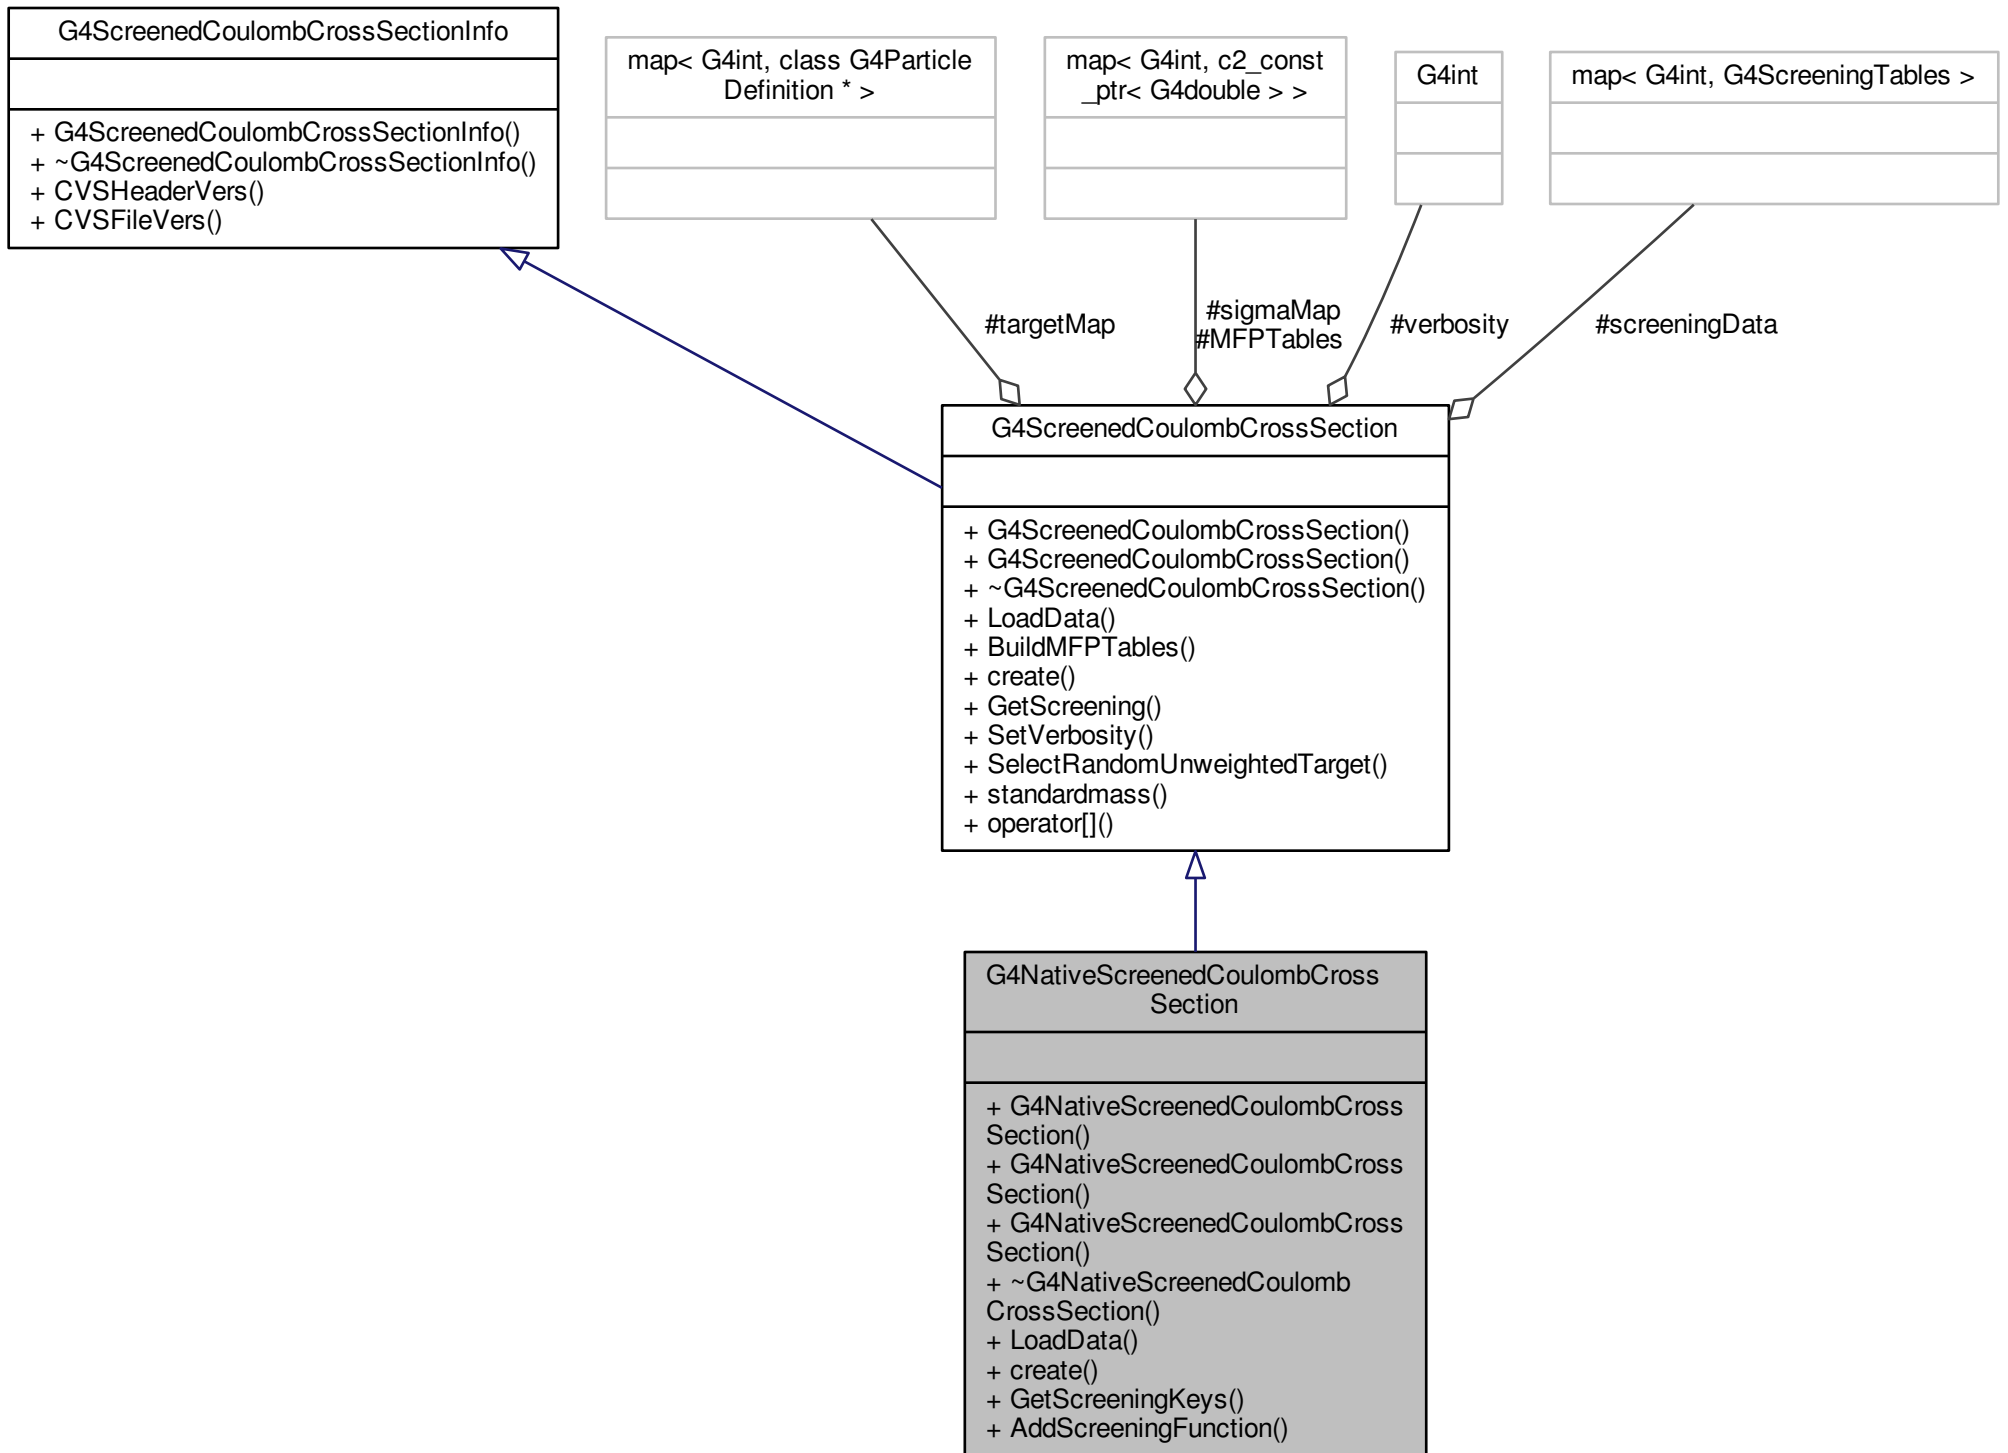 G4ScreenedCoulombCrossSectionInfo
+ G4ScreenedCoulombCrossSectionInfo()
+ ~G4ScreenedCoulombCrossSectionInfo()
+ CVSHeaderVers()
+ CVSFileVers()
map< G4int, class G4Particle
Definition * >
map< G4int, c2_const
_ptr< G4double > >
G4int
map< G4int, G4ScreeningTables >
#targetMap
#sigmaMap
#MFPTables
#verbosity
#screeningData
G4ScreenedCoulombCrossSection
+ G4ScreenedCoulombCrossSection()
+ G4ScreenedCoulombCrossSection()
+ ~G4ScreenedCoulombCrossSection()
+ LoadData()
+ BuildMFPTables()
+ create()
+ GetScreening()
+ SetVerbosity()
+ SelectRandomUnweightedTarget()
+ standardmass()
+ operator[]()
G4NativeScreenedCoulombCross
Section
+ G4NativeScreenedCoulombCross
Section()
+ G4NativeScreenedCoulombCross
Section()
+ G4NativeScreenedCoulombCross
Section()
+ ~G4NativeScreenedCoulomb
CrossSection()
+ LoadData()
+ create()
+ GetScreeningKeys()
+ AddScreeningFunction()